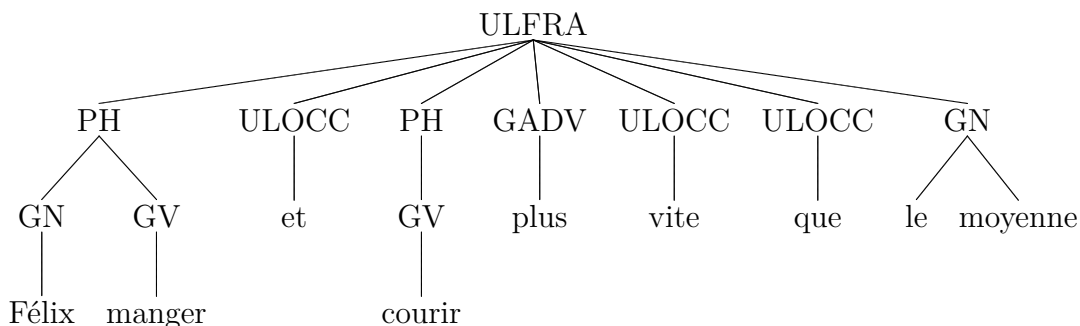 ULFRA
PH ULOCC PH GADV ULOCC ULOCC GN
GN GV et GV plus vite que le moyenne
Félix manger courir